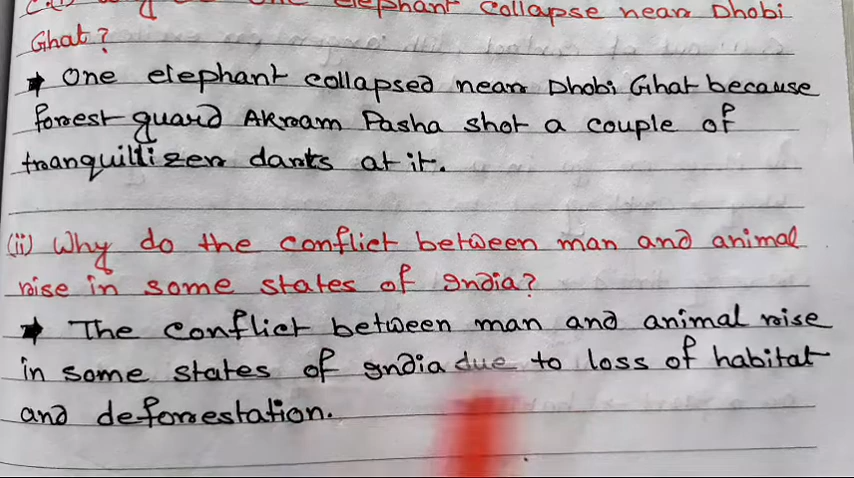 elephant collapse near Dhobi
Ghat?
One elephant collapsed near Dhobi Ghat because
forest guard Akram Pasha shot a couple of
tranquillizer darts at it.
(ii) Why do the conflict between man and animal
rise in some states of India?
The conflict between man and animal rise
in some states of India due to loss of habitat
and deforestation.